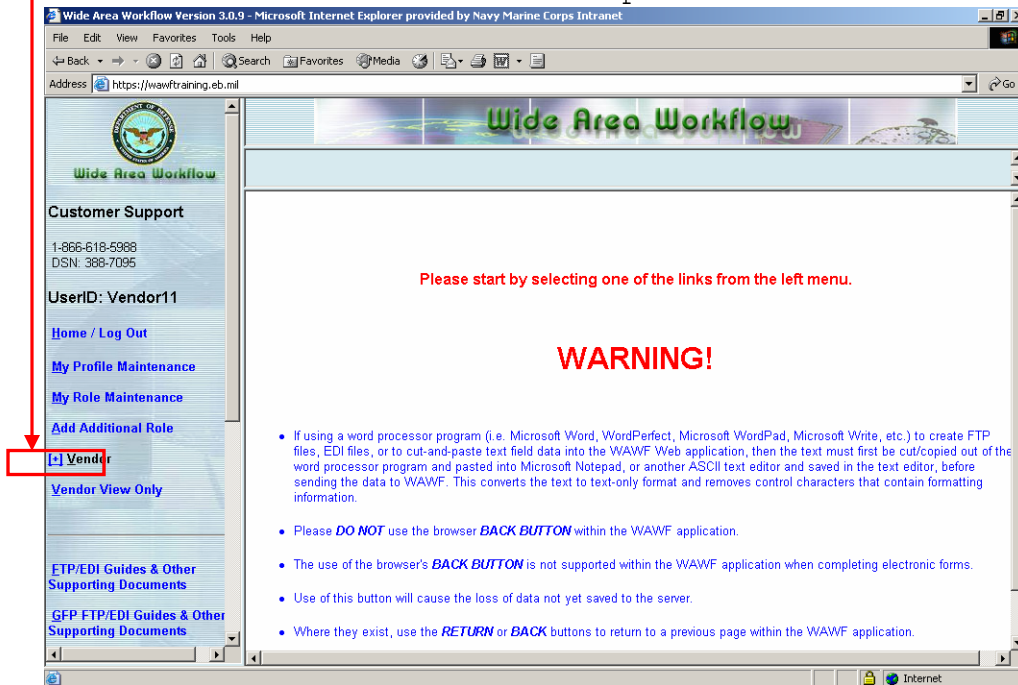 Wide Area Workflow Version 3.0.9 - Microsoft Internet Explorer provided by Navy Marine Corps Intranet
File Edit View Favorites Tools Help
Back Search Favorites Media
Address https://wawftraining.eb.mil Go
Wide Area Workflow
DEPARTMENT OF DEFENSE
UNITED STATES OF AMERICA
Wide Area Workflow
Customer Support
1-866-618-5988
DSN: 388-7095
UserID: Vendor11
Home / Log Out
My Profile Maintenance
My Role Maintenance
Add Additional Role
[+] Vendor
Vendor View Only
FTP/EDI Guides & Other
Supporting Documents
GFP FTP/EDI Guides & Other
Supporting Documents
Please start by selecting one of the links from the left menu.
WARNING!
• If using a word processor program (i.e. Microsoft Word, WordPerfect, Microsoft WordPad, Microsoft Write, etc.) to create FTP
files, EDI files, or to cut-and-paste text field data into the WAWF Web application, then the text must first be cut/copied out of the
word processor program and pasted into Microsoft Notepad, or another ASCII text editor and saved in the text editor, before
sending the data to WAWF. This converts the text to text-only format and removes control characters that contain formatting
information.
• Please DO NOT use the browser BACK BUTTON within the WAWF application.
• The use of the browser's BACK BUTTON is not supported within the WAWF application when completing electronic forms.
• Use of this button will cause the loss of data not yet saved to the server.
• Where they exist, use the RETURN or BACK buttons to return to a previous page within the WAWF application.
Internet